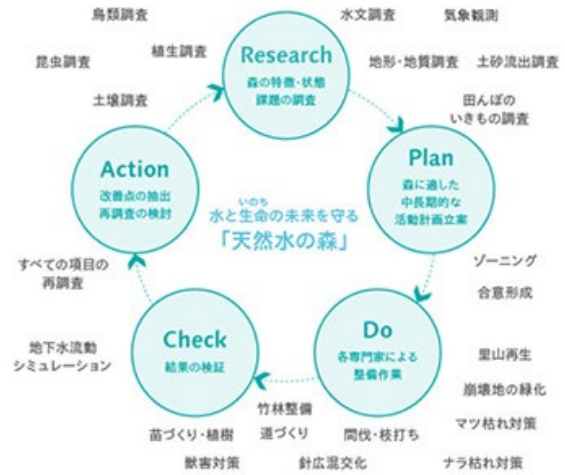 鳥類調査
水文調査
気象観測
昆虫調査
植生調査
地形・地質調査
土砂流出調査
土壌調査
田んぼの
いきもの調査
Research
森の特徴・状態
課題の調査
Plan
森に適した
中長期的な
活動計画立案
Action
改善点の抽出
再調査の検討
いのち
水と生命の未来を守る
「天然水の森」
ゾーニング
合意形成
すべての項目の
再調査
Do
各専門家による
整備作業
Check
結果の検証
里山再生
崩壊地の緑化
マツ枯れ対策
ナラ枯れ対策
地下水流動
シミュレーション
竹林整備
道づくり
間伐・枝打ち
針広混交化
苗づくり・植樹
獣害対策